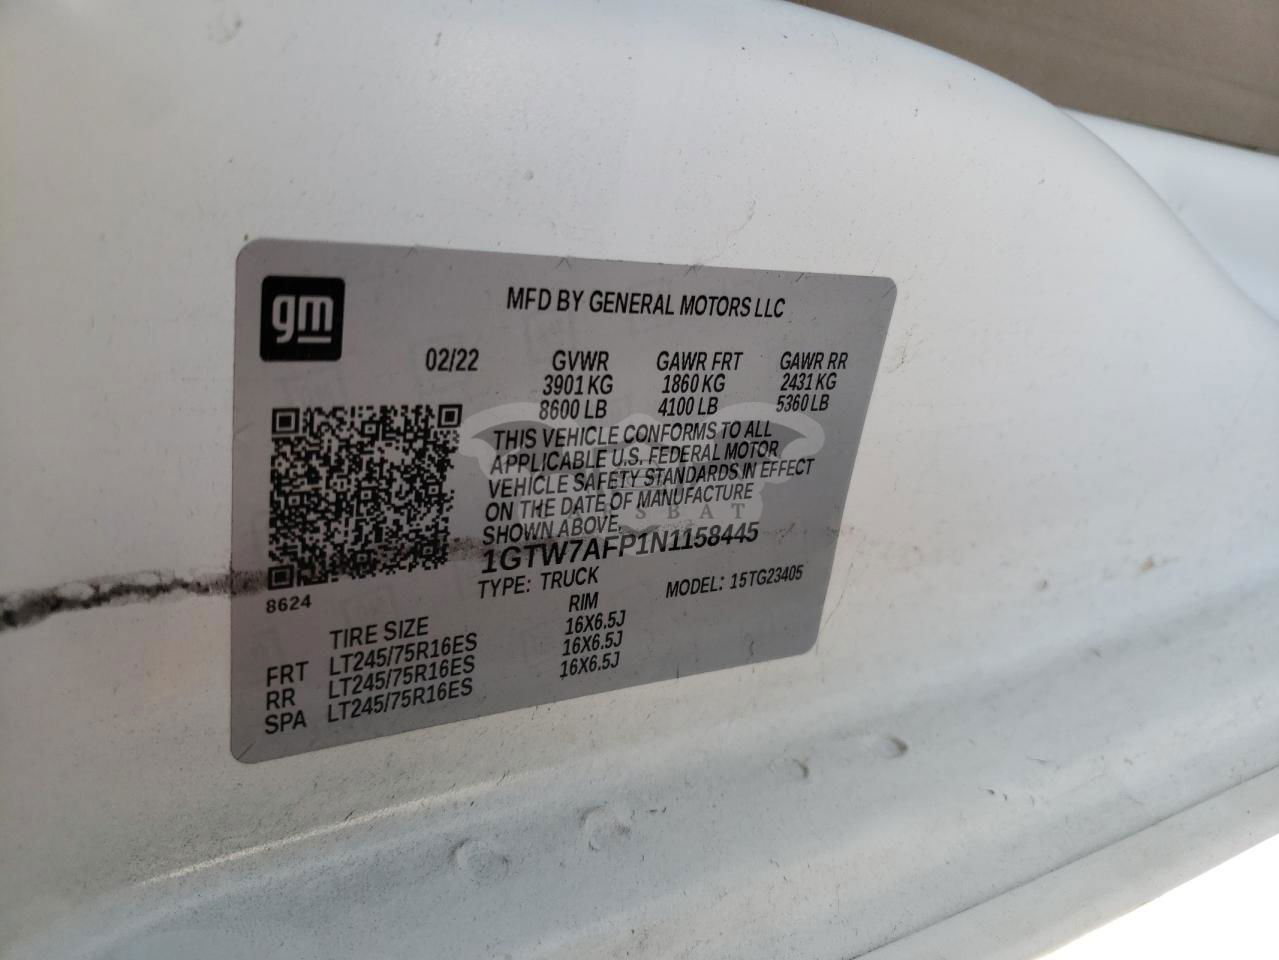 gm
MFD BY GENERAL MOTORS LLC
02/22 GVWR GAWR FRT GAWR RR
3901 KG 1860 KG 2431 KG
8600 LB 4100 LB 5360 LB
THIS VEHICLE CONFORMS TO ALL
APPLICABLE U.S. FEDERAL MOTOR
VEHICLE SAFETY STANDARDS IN EFFECT
ON THE DATE OF MANUFACTURE
SHOWN ABOVE.
1GTW7AFP1N1158445
TYPE: TRUCK MODEL: 15TG23405
8624
TIRE SIZE RIM
FRT LT245/75R16ES 16X6.5J
RR LT245/75R16ES 16X6.5J
SPA LT245/75R16ES 16X6.5J